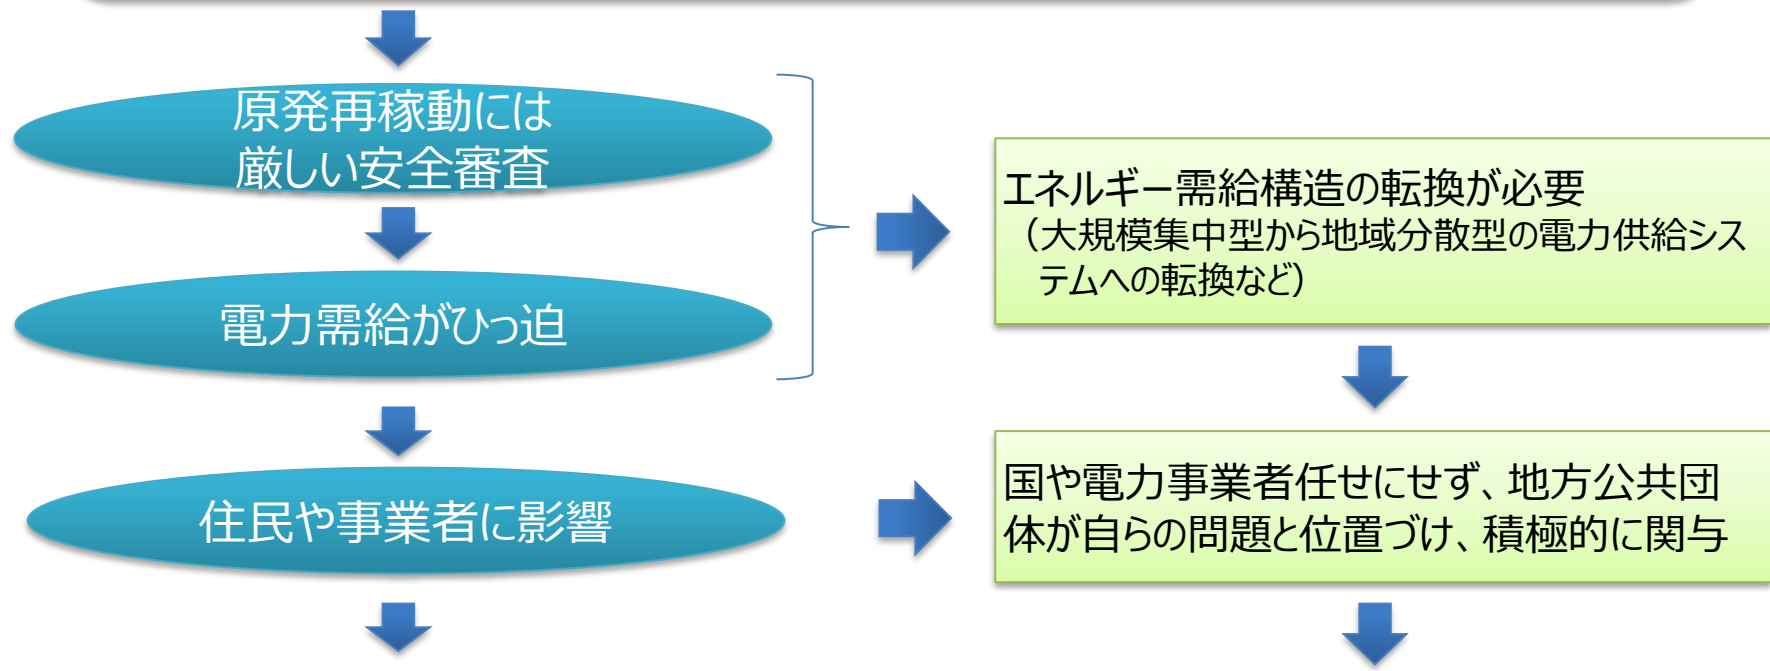 原発再稼動には
厳しい安全審査
電力需給がひっ迫
住民や事業者に影響
エネルギー需給構造の転換が必要
（大規模集中型から地域分散型の電力供給シス
テムへの転換など）
国や電力事業者任せにせず、地方公共団
体が自らの問題と位置づけ、積極的に関与